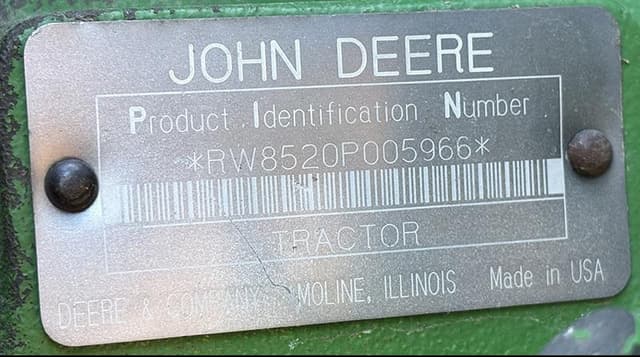 JOHN DEERE
Product Identification Number
*RW8520P005966*
TRACTOR
DEERE & COMPANY MOLINE, ILLINOIS Made in USA